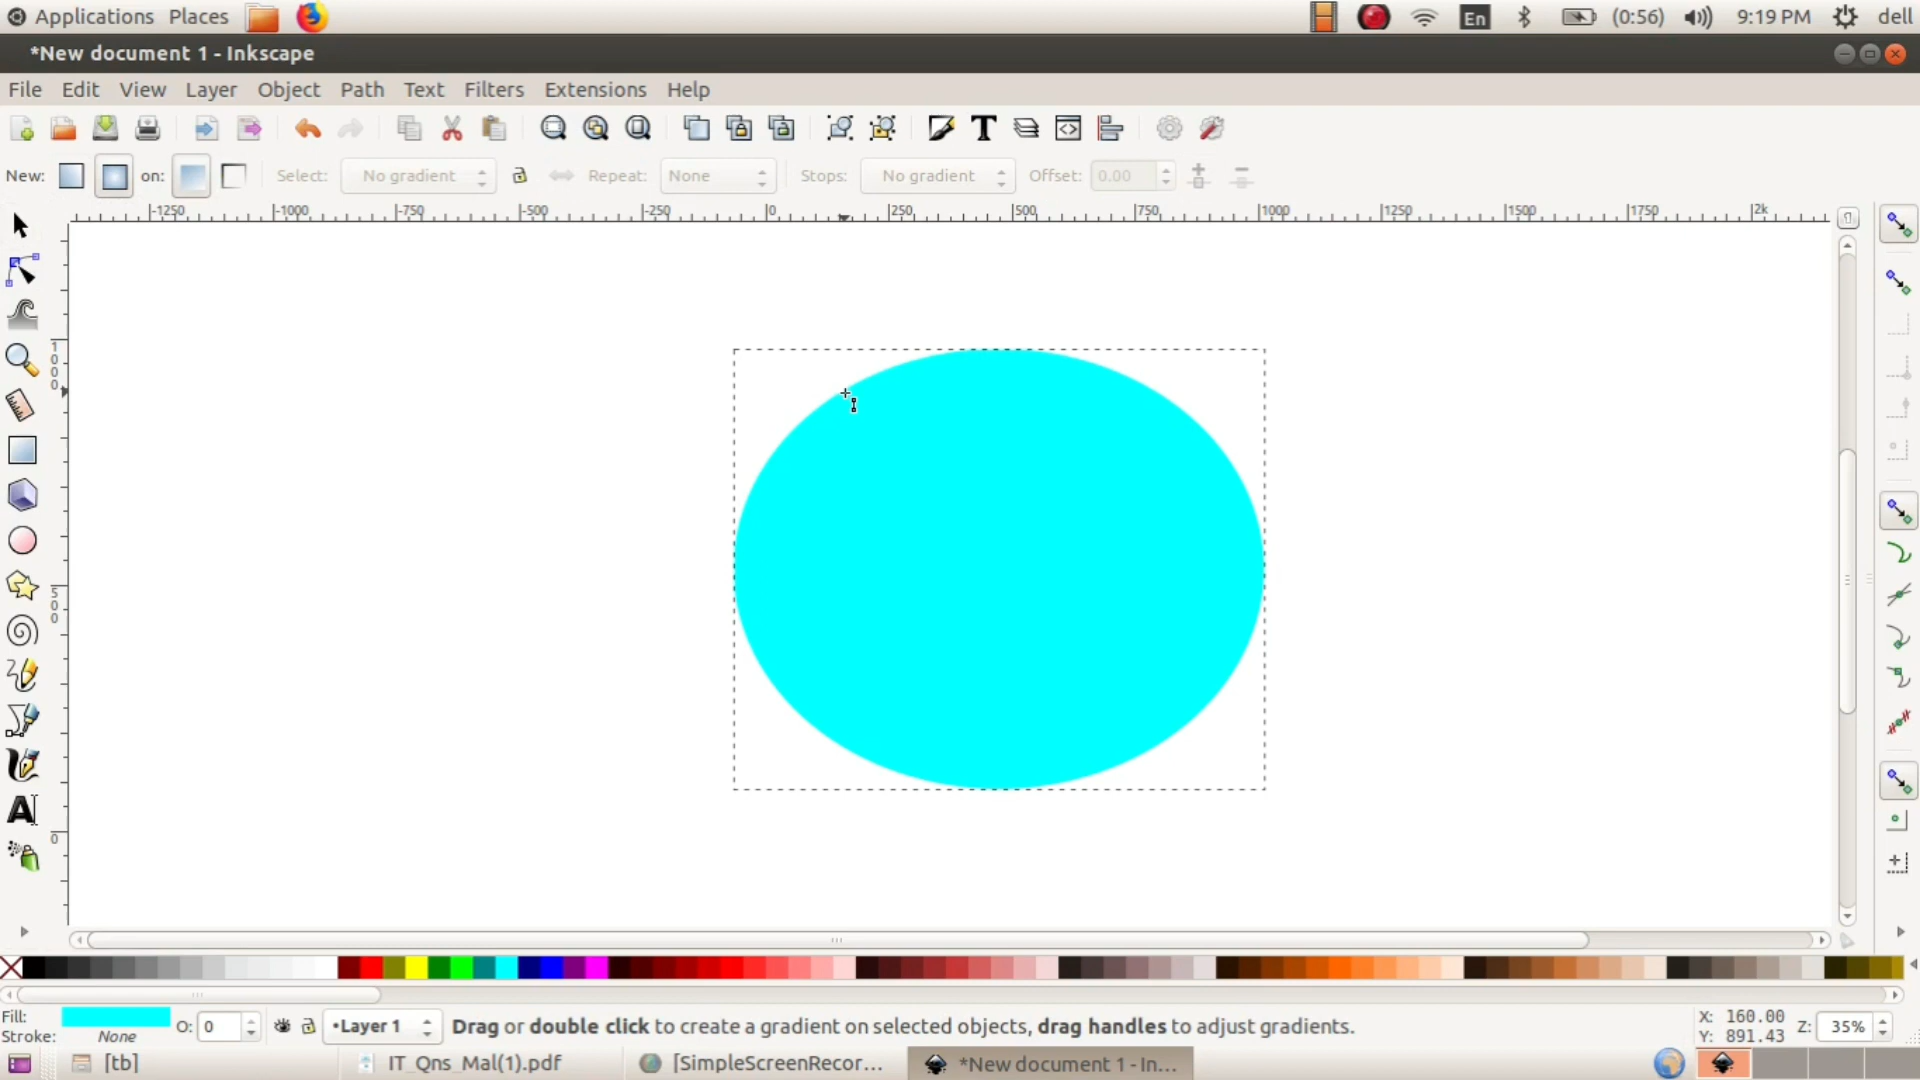 Applications Places En (0:56) 9:19 PM dell
*New document 1 - Inkscape
File Edit View Layer Object Path Text Filters Extensions Help
New: on: Select: No gradient Repeat: None Stops: No gradient Offset: 0.00
-1250 -1000 -750 -500 -250 0 250 500 750 1000 1250 1500 1750 2k
1000
500
0
Fill: O: 0 •Layer 1 Drag or double click to create a gradient on selected objects, drag handles to adjust gradients. X: 160.00 Z: 35%
Stroke: None Y: 891.43
[tb] IT_Qns_Mal(1).pdf [SimpleScreenRecor... *New document 1 - In...